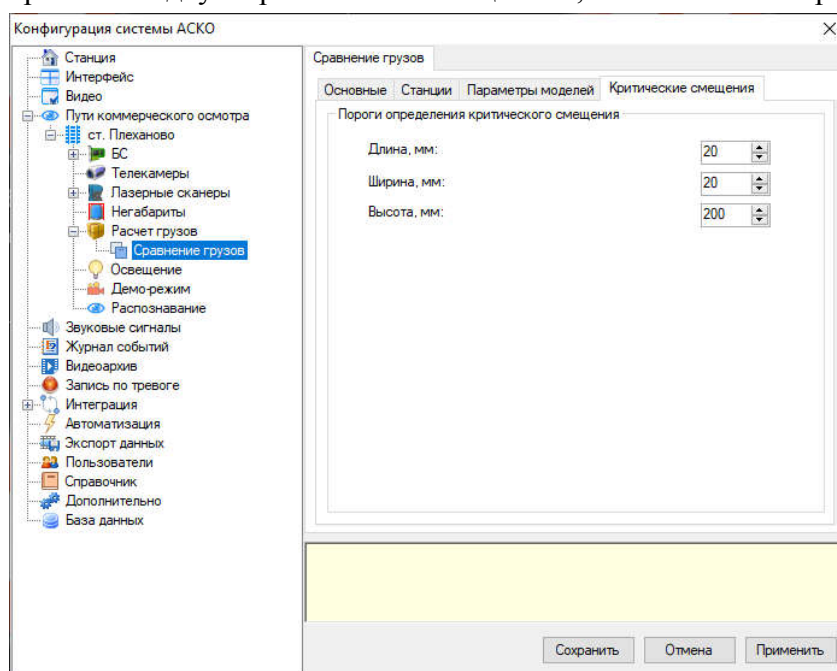 Конфигурация системы АСКО
Станция
Интерфейс
Видео
Пути коммерческого осмотра
ст. Плеханово
БС
Телекамеры
Лазерные сканеры
Негабариты
Расчет грузов
Сравнение грузов
Освещение
Демо-режим
Распознавание
Звуковые сигналы
Журнал событий
Видеоархив
Запись по тревоге
Интеграция
Автоматизация
Экспорт данных
Пользователи
Справочник
Дополнительно
База данных
Сравнение грузов
Основные Станции Параметры моделей Критические смещения
Пороги определения критического смещения
Длина, мм: 20
Ширина, мм: 20
Высота, мм: 200
Сохранить Отмена Применить